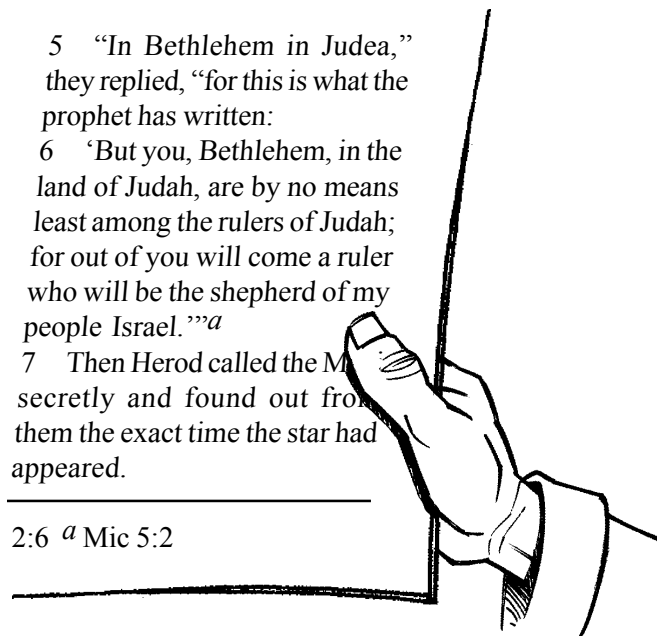 5 “In Bethlehem in Judea,”
they replied, “for this is what the
prophet has written:
6 ‘But you, Bethlehem, in the
land of Judah, are by no means
least among the rulers of Judah;
for out of you will come a ruler
who will be the shepherd of my
people Israel.’”a
7 Then Herod called the
secretly and found out from
them the exact time the star had
appeared.
2:6 a Mic 5:2